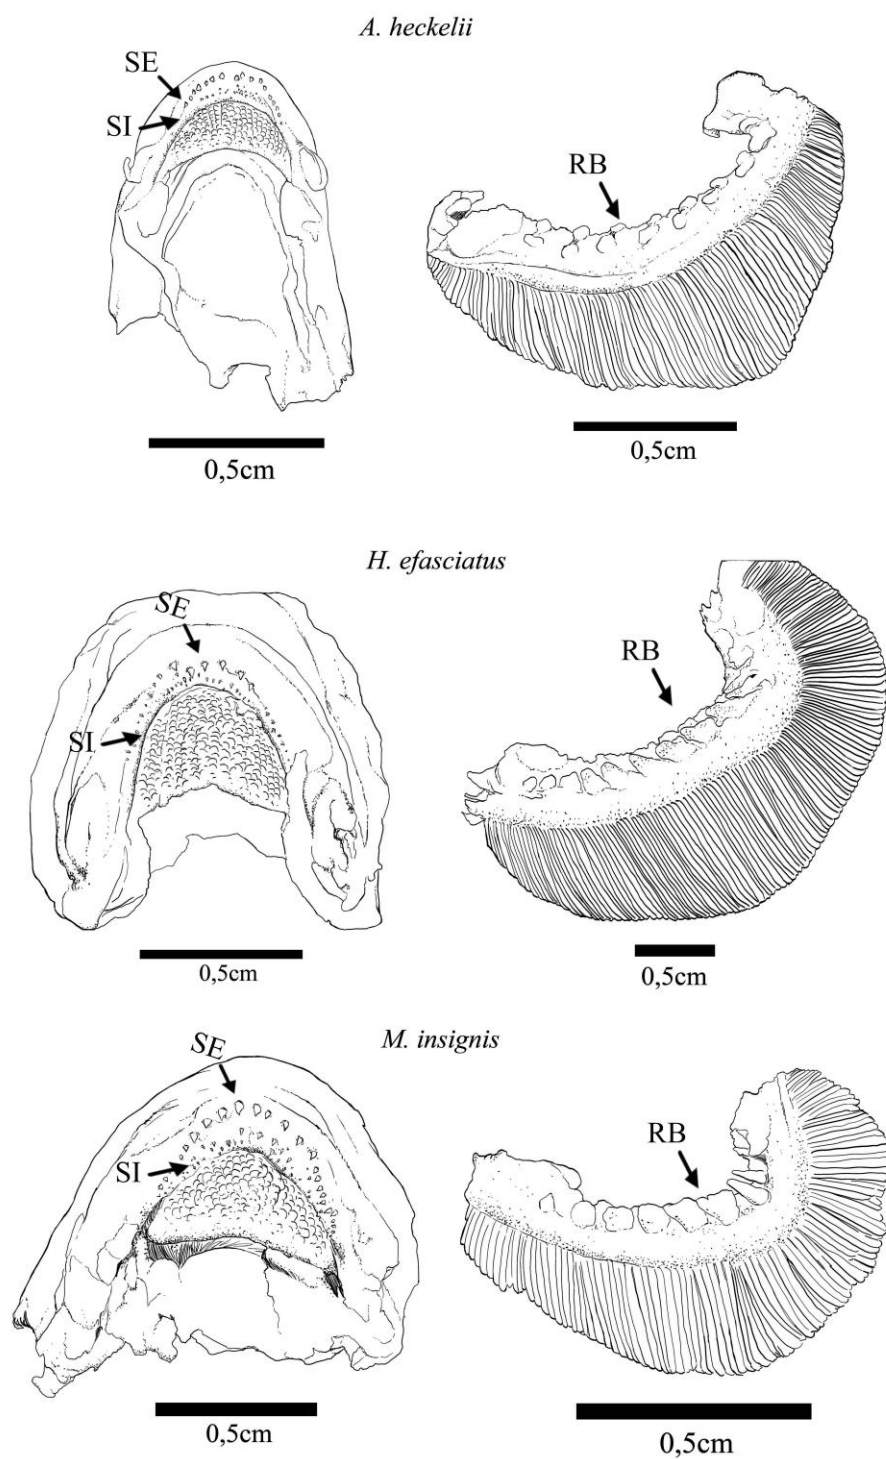 A. heckelii
SE
SI
RB
0,5cm
0,5cm
H. efasciatus
SE
SI
RB
0,5cm
0,5cm
M. insignis
SE
SI
RB
0,5cm
0,5cm